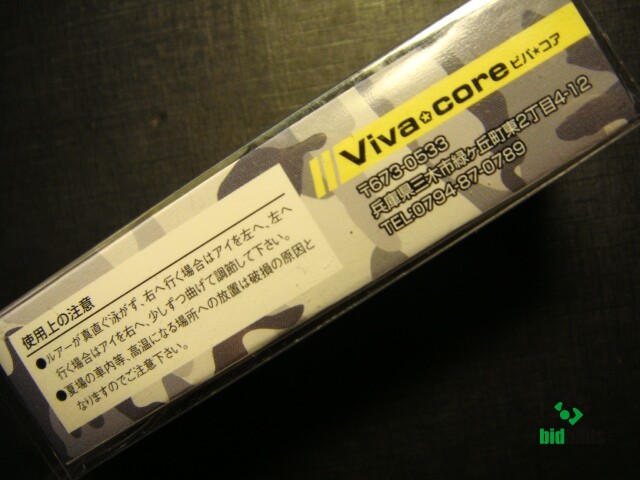 Viva☆core ビバ★コア
〒673-0533
兵庫県三木市緑ヶ丘町東2丁目4-12
TEL:0794-87-0789
使用上の注意
●ルアーが真直ぐ泳がず、右へ行く場合はアイを左へ、左へ
行く場合はアイを右へ、少しずつ曲げて調節して下さい。
●夏場の車内等、高温になる場所への放置は破損の原因と
なりますのでご注意下さい。
bid